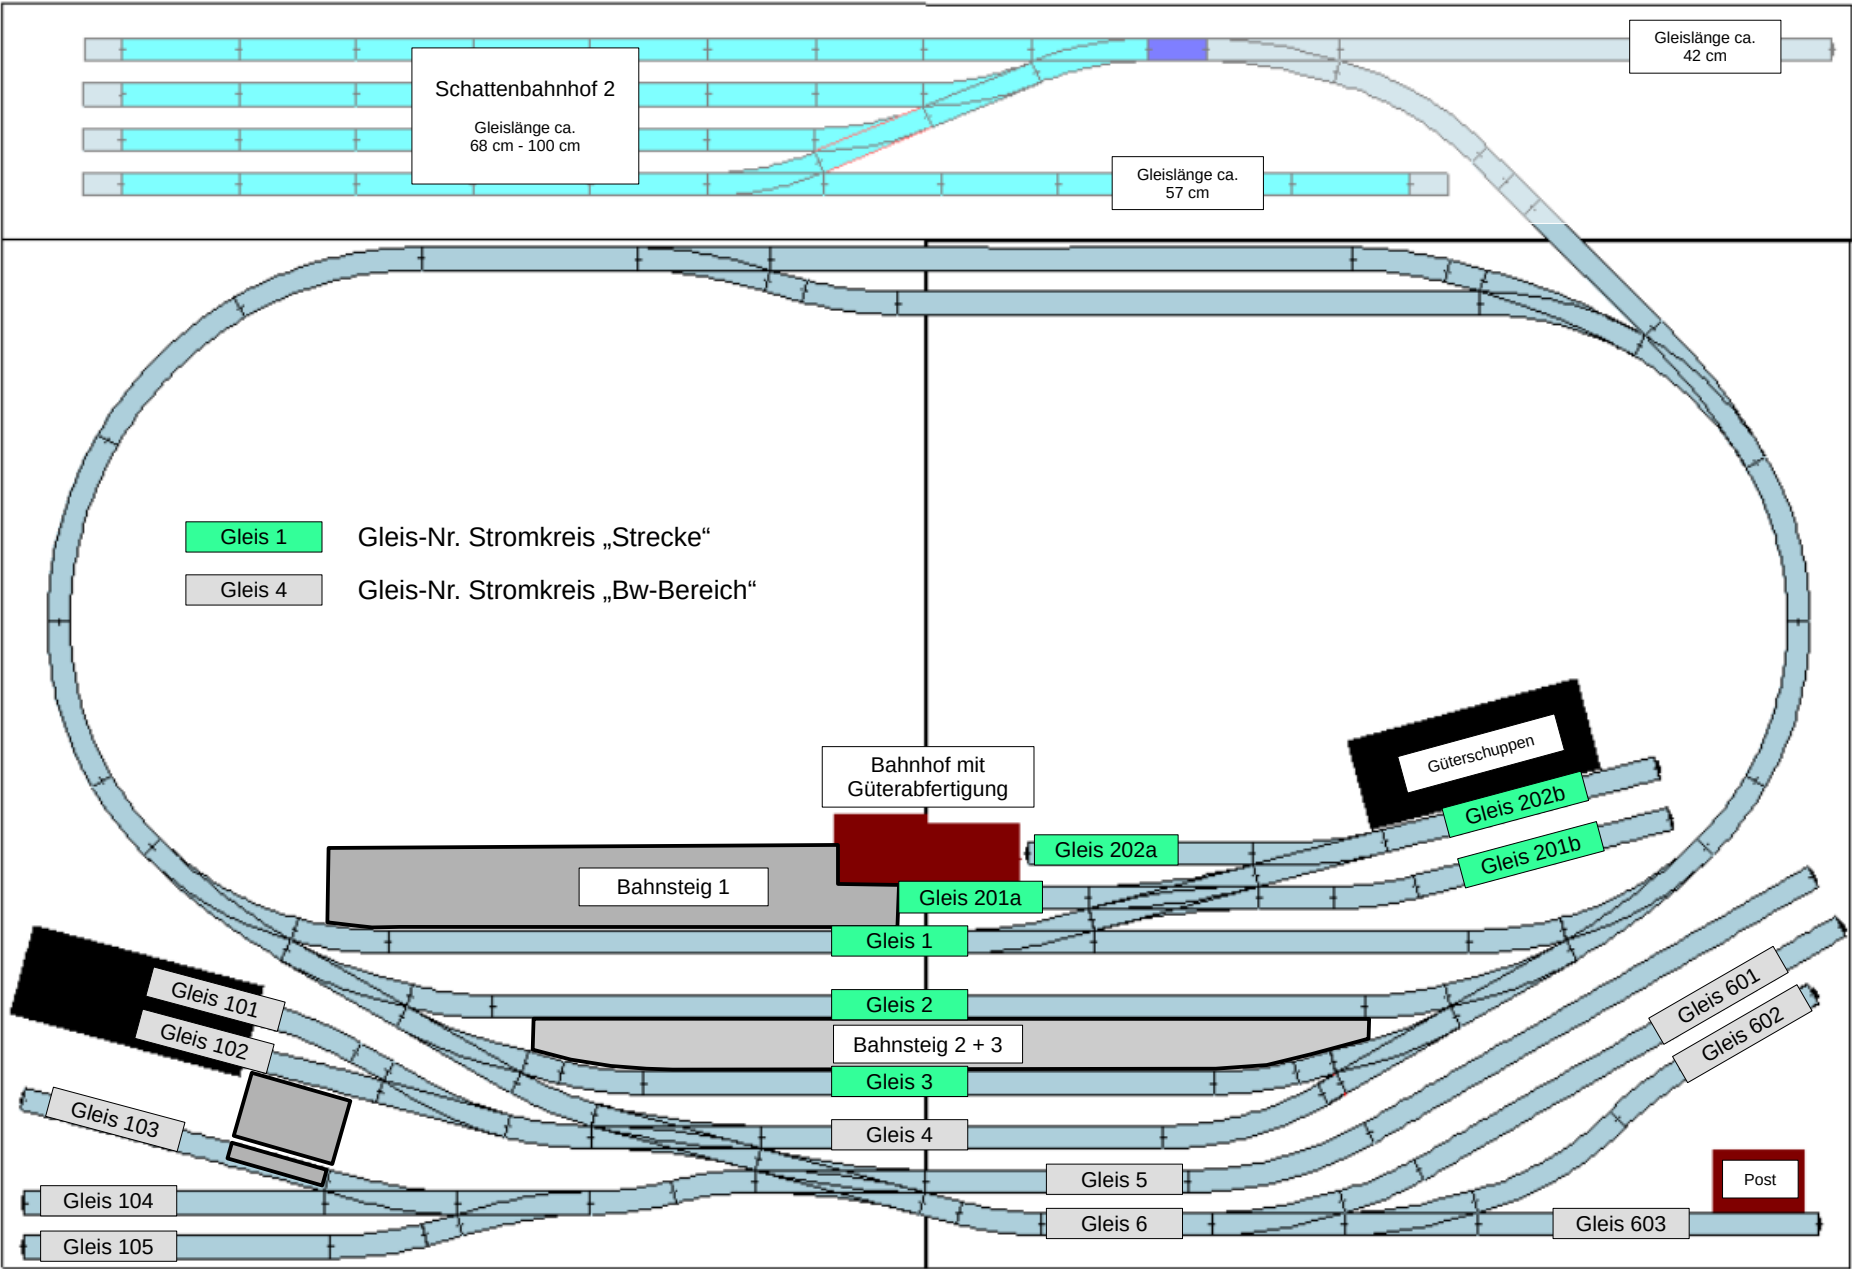 Gleislänge ca.
42 cm
Schattenbahnhof 2
Gleislänge ca.
68 cm - 100 cm
Gleislänge ca.
57 cm
Gleis 1
Gleis-Nr. Stromkreis „Strecke“
Gleis 4
Gleis-Nr. Stromkreis „Bw-Bereich“
Bahnhof mit
Güterabfertigung
Güterschuppen
Gleis 202b
Gleis 202a
Gleis 201b
Bahnsteig 1
Gleis 201a
Gleis 1
Gleis 101
Gleis 2
Gleis 601
Gleis 102
Gleis 602
Bahnsteig 2 + 3
Gleis 3
Gleis 103
Gleis 4
Gleis 5
Post
Gleis 104
Gleis 6
Gleis 603
Gleis 105